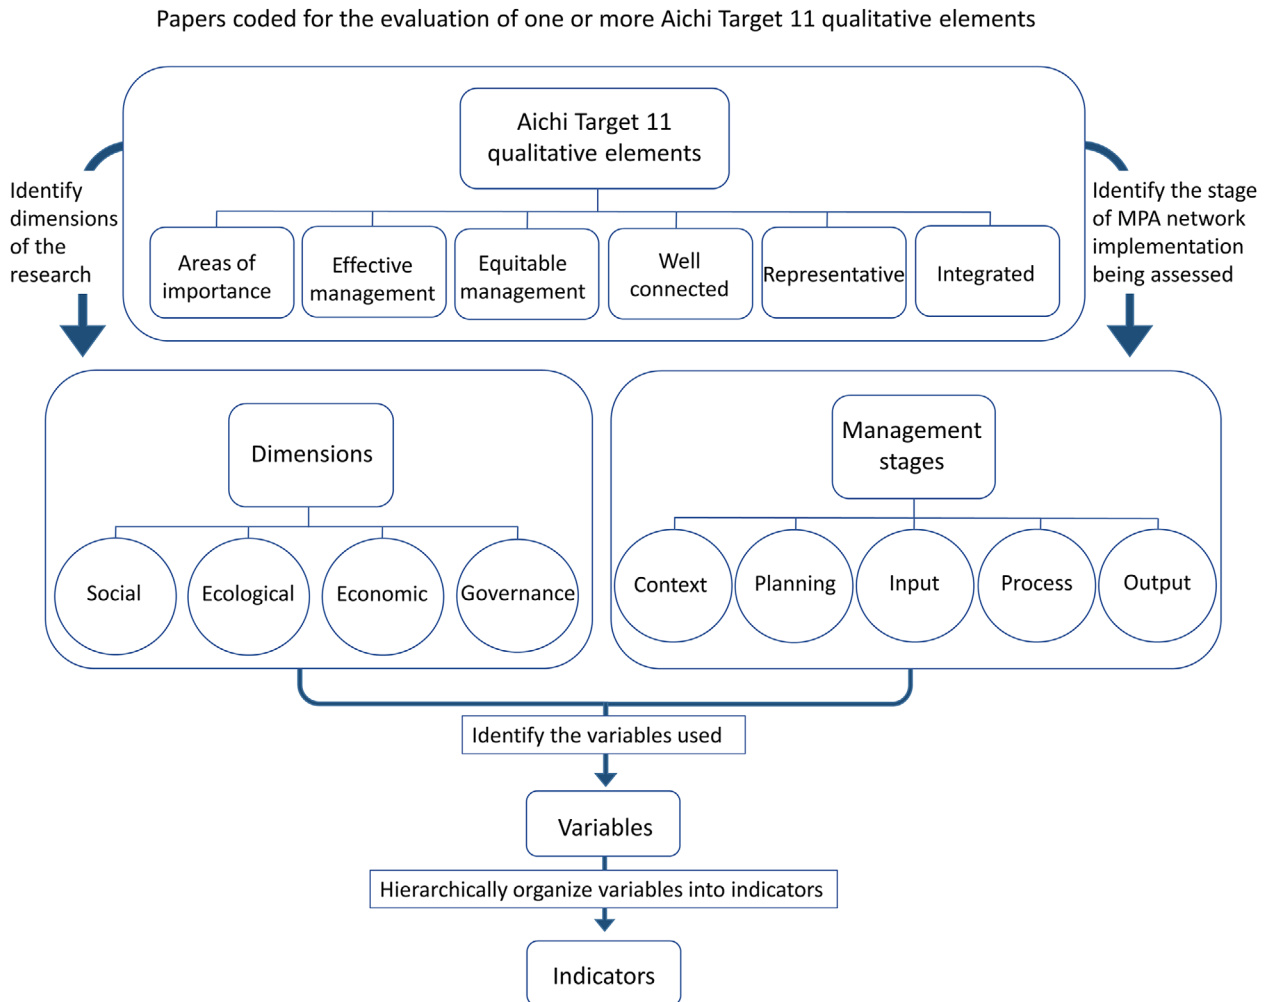 Papers coded for the evaluation of one or more Aichi Target 11 qualitative elements
Aichi Target 11
qualitative elements
Identify
dimensions
of the
research
Identify the stage
of MPA network
implementation
being assessed
Areas of
importance
Effective
management
Equitable
management
Well
connected
Representative
Integrated
Dimensions
Social
Ecological
Economic
Governance
Management
stages
Context
Planning
Input
Process
Output
Identify the variables used
Variables
Hierarchically organize variables into indicators
Indicators